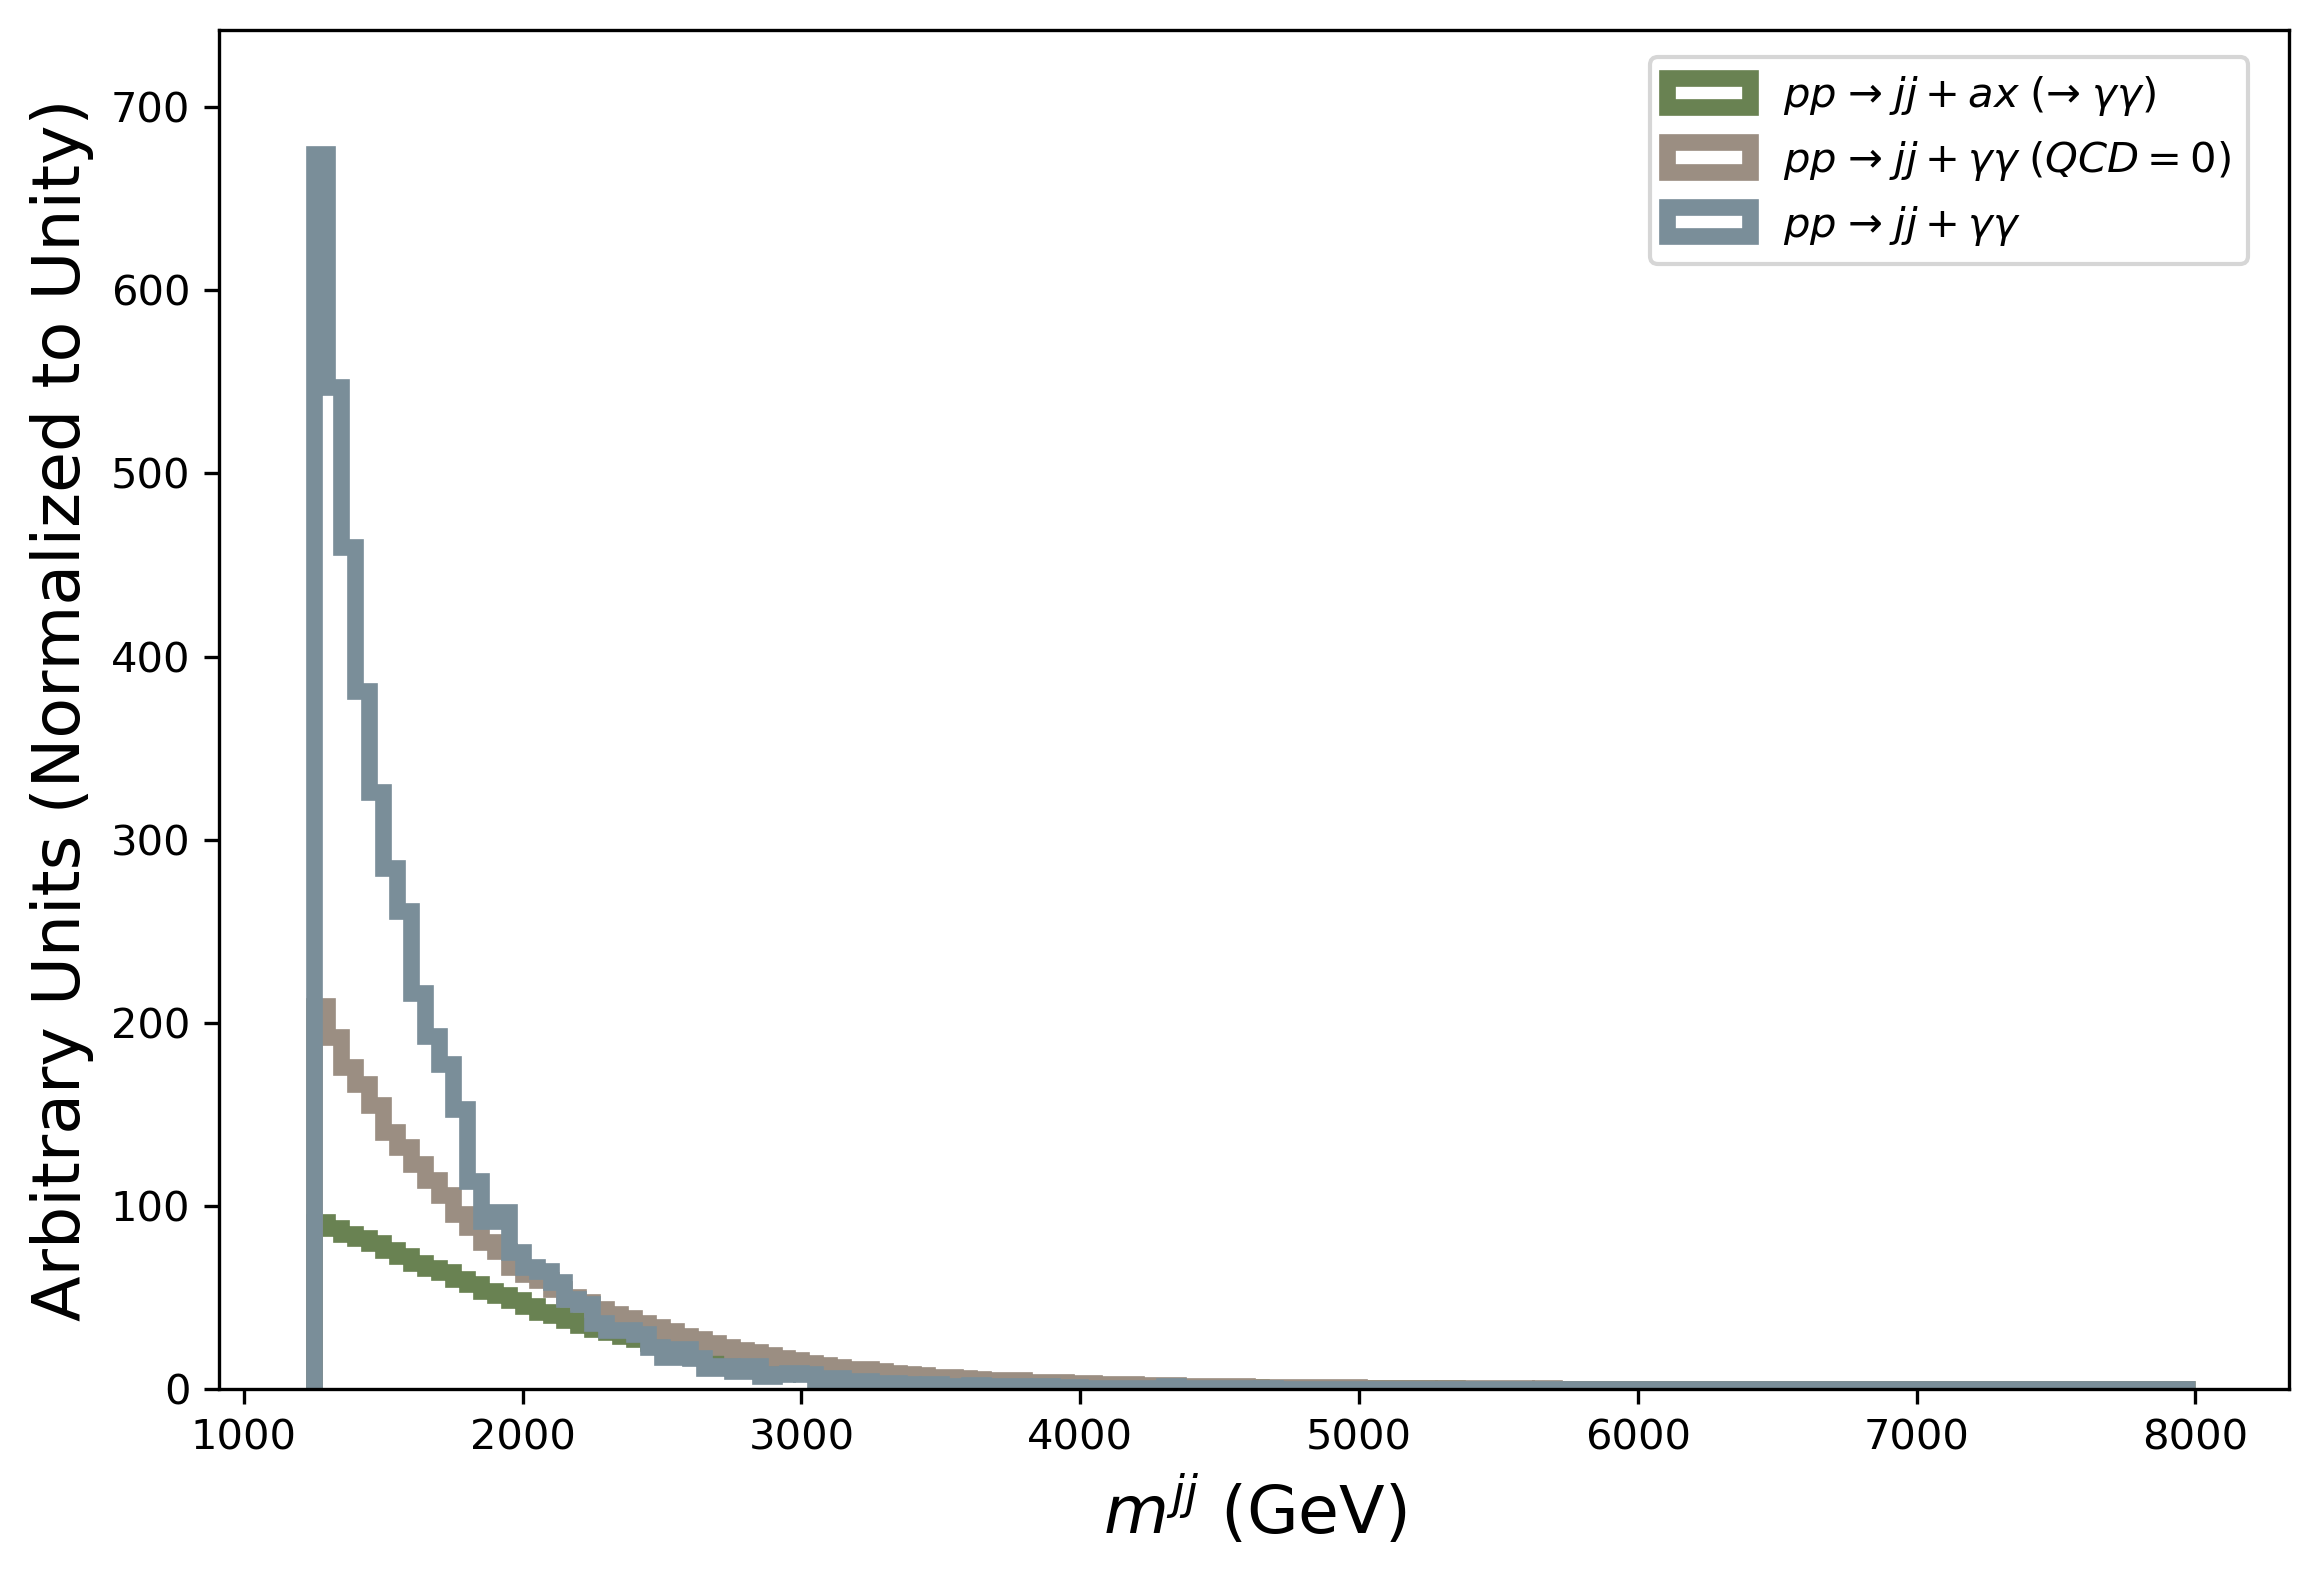 Arbitrary Units (Normalized to Unity)
700
600
500
400
300
200
100
0
pp → jj + ax (→ γγ)
pp → jj + γγ (QCD = 0)
pp → jj + γγ
1000 2000 3000 4000 5000 6000 7000 8000
m^{jj} (GeV)